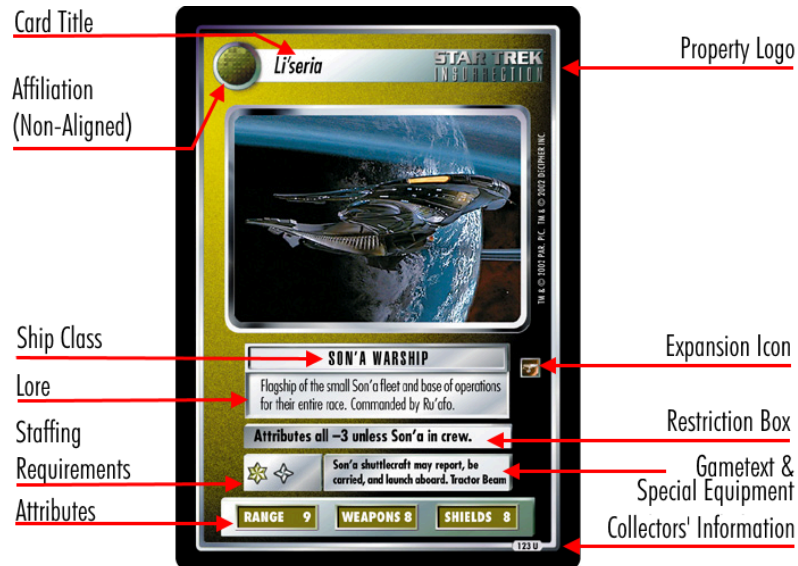 Card Title
Affiliation
(Non-Aligned)
Ship Class
Lore
Staffing
Requirements
Attributes
Li'seria
STAR TREK
INSURRECTION
TM & © 2002 PAR. PIC. TM & © 2002 DECIPHER INC.
SON'A WARSHIP
Flagship of the small Son'a fleet and base of operations
for their entire race. Commanded by Ru'afo.
Attributes all –3 unless Son'a in crew.
Son'a shuttlecraft may report, be
carried, and launch aboard. Tractor Beam
RANGE 9 WEAPONS 8 SHIELDS 8
123 U
Property Logo
Expansion Icon
Restriction Box
Gametext &
Special Equipment
Collectors' Information